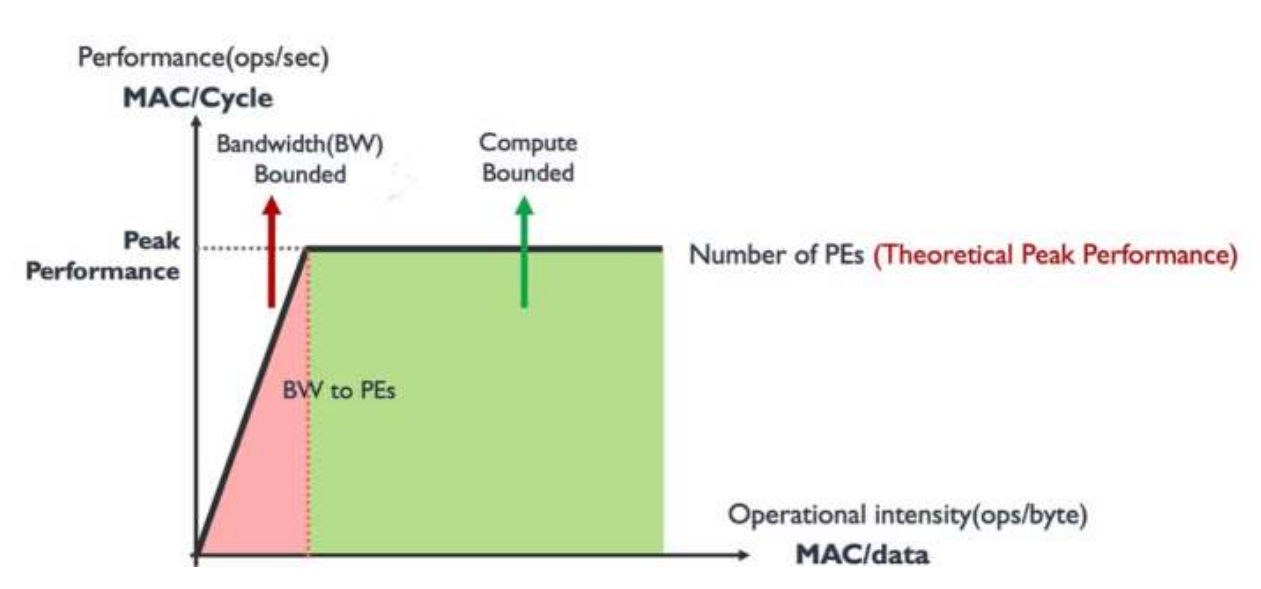 Performance(ops/sec)
MAC/Cycle
Bandwidth(BW)
Bounded
Compute
Bounded
Peak
Performance
Number of PEs (Theoretical Peak Performance)
BW to PEs
Operational intensity(ops/byte)
MAC/data